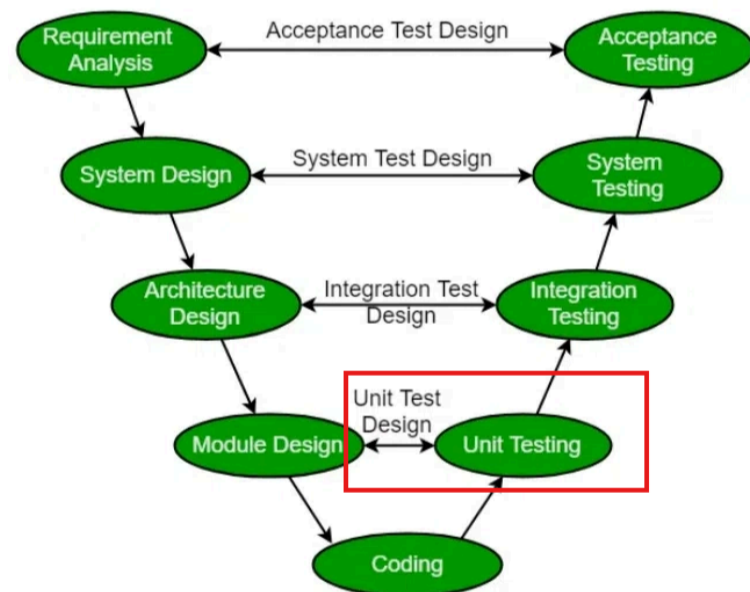 Requirement
Analysis
Acceptance Test Design
Acceptance
Testing
System Design
System Test Design
System
Testing
Architecture
Design
Integration Test
Design
Integration
Testing
Module Design
Unit Test
Design
Unit Testing
Coding